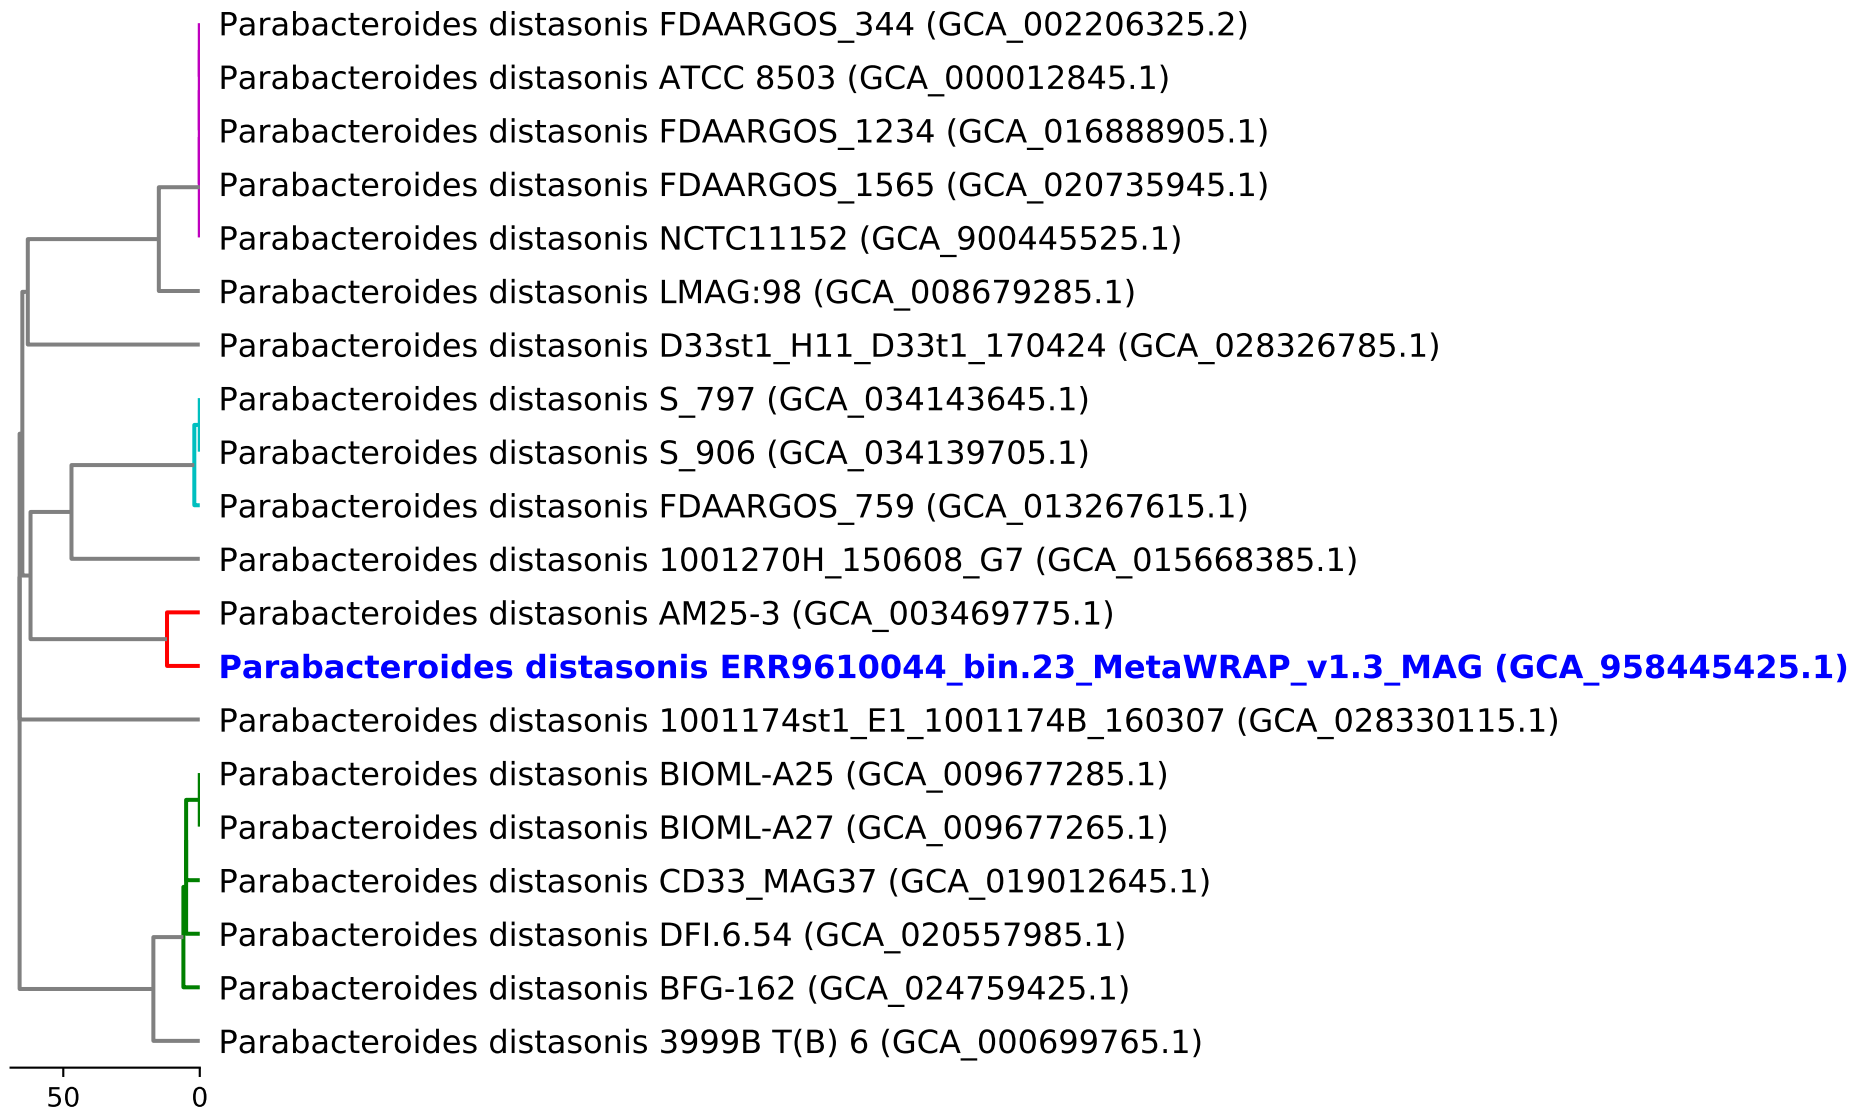 Parabacteroides distasonis FDAARGOS_344 (GCA_002206325.2)
Parabacteroides distasonis ATCC 8503 (GCA_000012845.1)
Parabacteroides distasonis FDAARGOS_1234 (GCA_016888905.1)
Parabacteroides distasonis FDAARGOS_1565 (GCA_020735945.1)
Parabacteroides distasonis NCTC11152 (GCA_900445525.1)
Parabacteroides distasonis LMAG:98 (GCA_008679285.1)
Parabacteroides distasonis D33st1_H11_D33t1_170424 (GCA_028326785.1)
Parabacteroides distasonis S_797 (GCA_034143645.1)
Parabacteroides distasonis S_906 (GCA_034139705.1)
Parabacteroides distasonis FDAARGOS_759 (GCA_013267615.1)
Parabacteroides distasonis 1001270H_150608_G7 (GCA_015668385.1)
Parabacteroides distasonis AM25-3 (GCA_003469775.1)
Parabacteroides distasonis ERR9610044_bin.23_MetaWRAP_v1.3_MAG (GCA_958445425.1)
Parabacteroides distasonis 1001174st1_E1_1001174B_160307 (GCA_028330115.1)
Parabacteroides distasonis BIOML-A25 (GCA_009677285.1)
Parabacteroides distasonis BIOML-A27 (GCA_009677265.1)
Parabacteroides distasonis CD33_MAG37 (GCA_019012645.1)
Parabacteroides distasonis DFI.6.54 (GCA_020557985.1)
Parabacteroides distasonis BFG-162 (GCA_024759425.1)
Parabacteroides distasonis 3999B T(B) 6 (GCA_000699765.1)
50 0